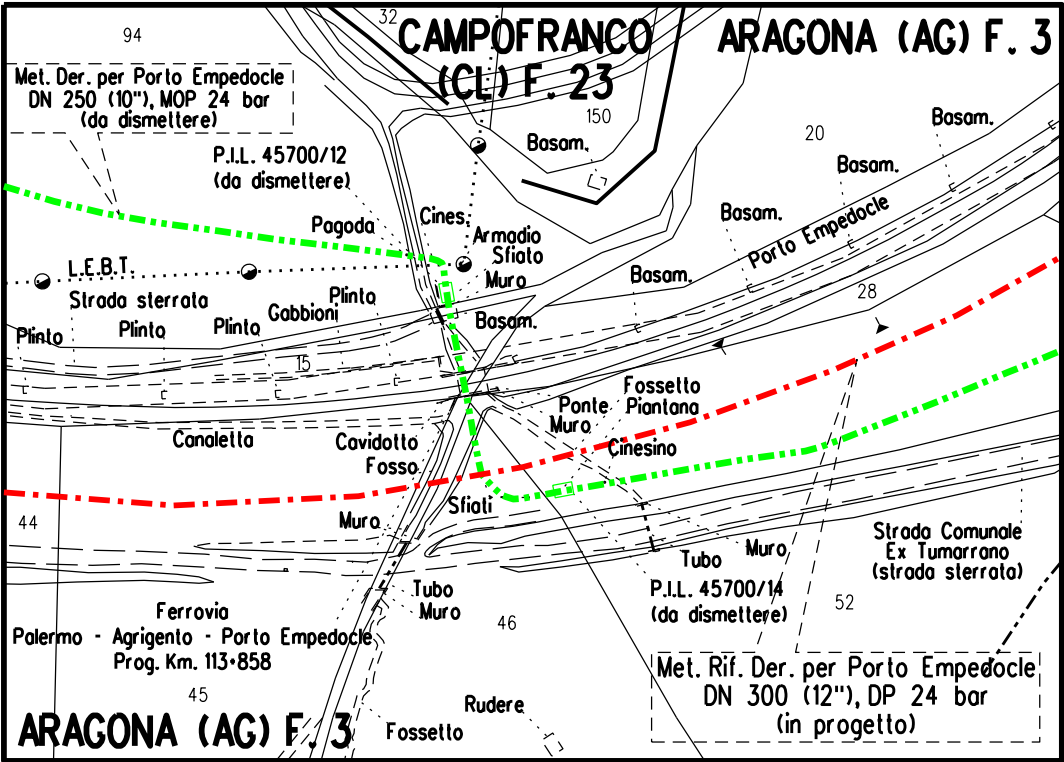 32
CAMPOFRANCO
(CL) F. 23
ARAGONA (AG) F. 3
94
Met. Der. per Porto Empedocle
DN 250 (10"), MOP 24 bar
(da dismettere)
150
20
Basam.
Basam.
Basam.
P.I.L. 45700/12
(da dismettere)
Pagoda
Cines.
Armadio
Sfiato
Muro
Basam.
Porto Empedocle
L.E.B.T.
Strada sterrata
Basam.
28
Plinto
Plinto
Plinto
Gabbioni
Plinto
Basam.
15
Fossetto
Piantana
Ponte
Muro
Cinesino
Canaletta
Cavidotto
Fosso
Sfiati
44
Muro
Strada Comunale
Ex Tumarrano
(strada sterrata)
Tubo
Muro
P.I.L. 45700/14
(da dismettere)
Tubo
Muro
52
46
Ferrovia
Palermo - Agrigento - Porto Empedocle
Prog. Km. 113+858
45
Met. Rif. Der. per Porto Empedocle
DN 300 (12"), DP 24 bar
(in progetto)
Rudere
Fossetto
ARAGONA (AG) F. 3